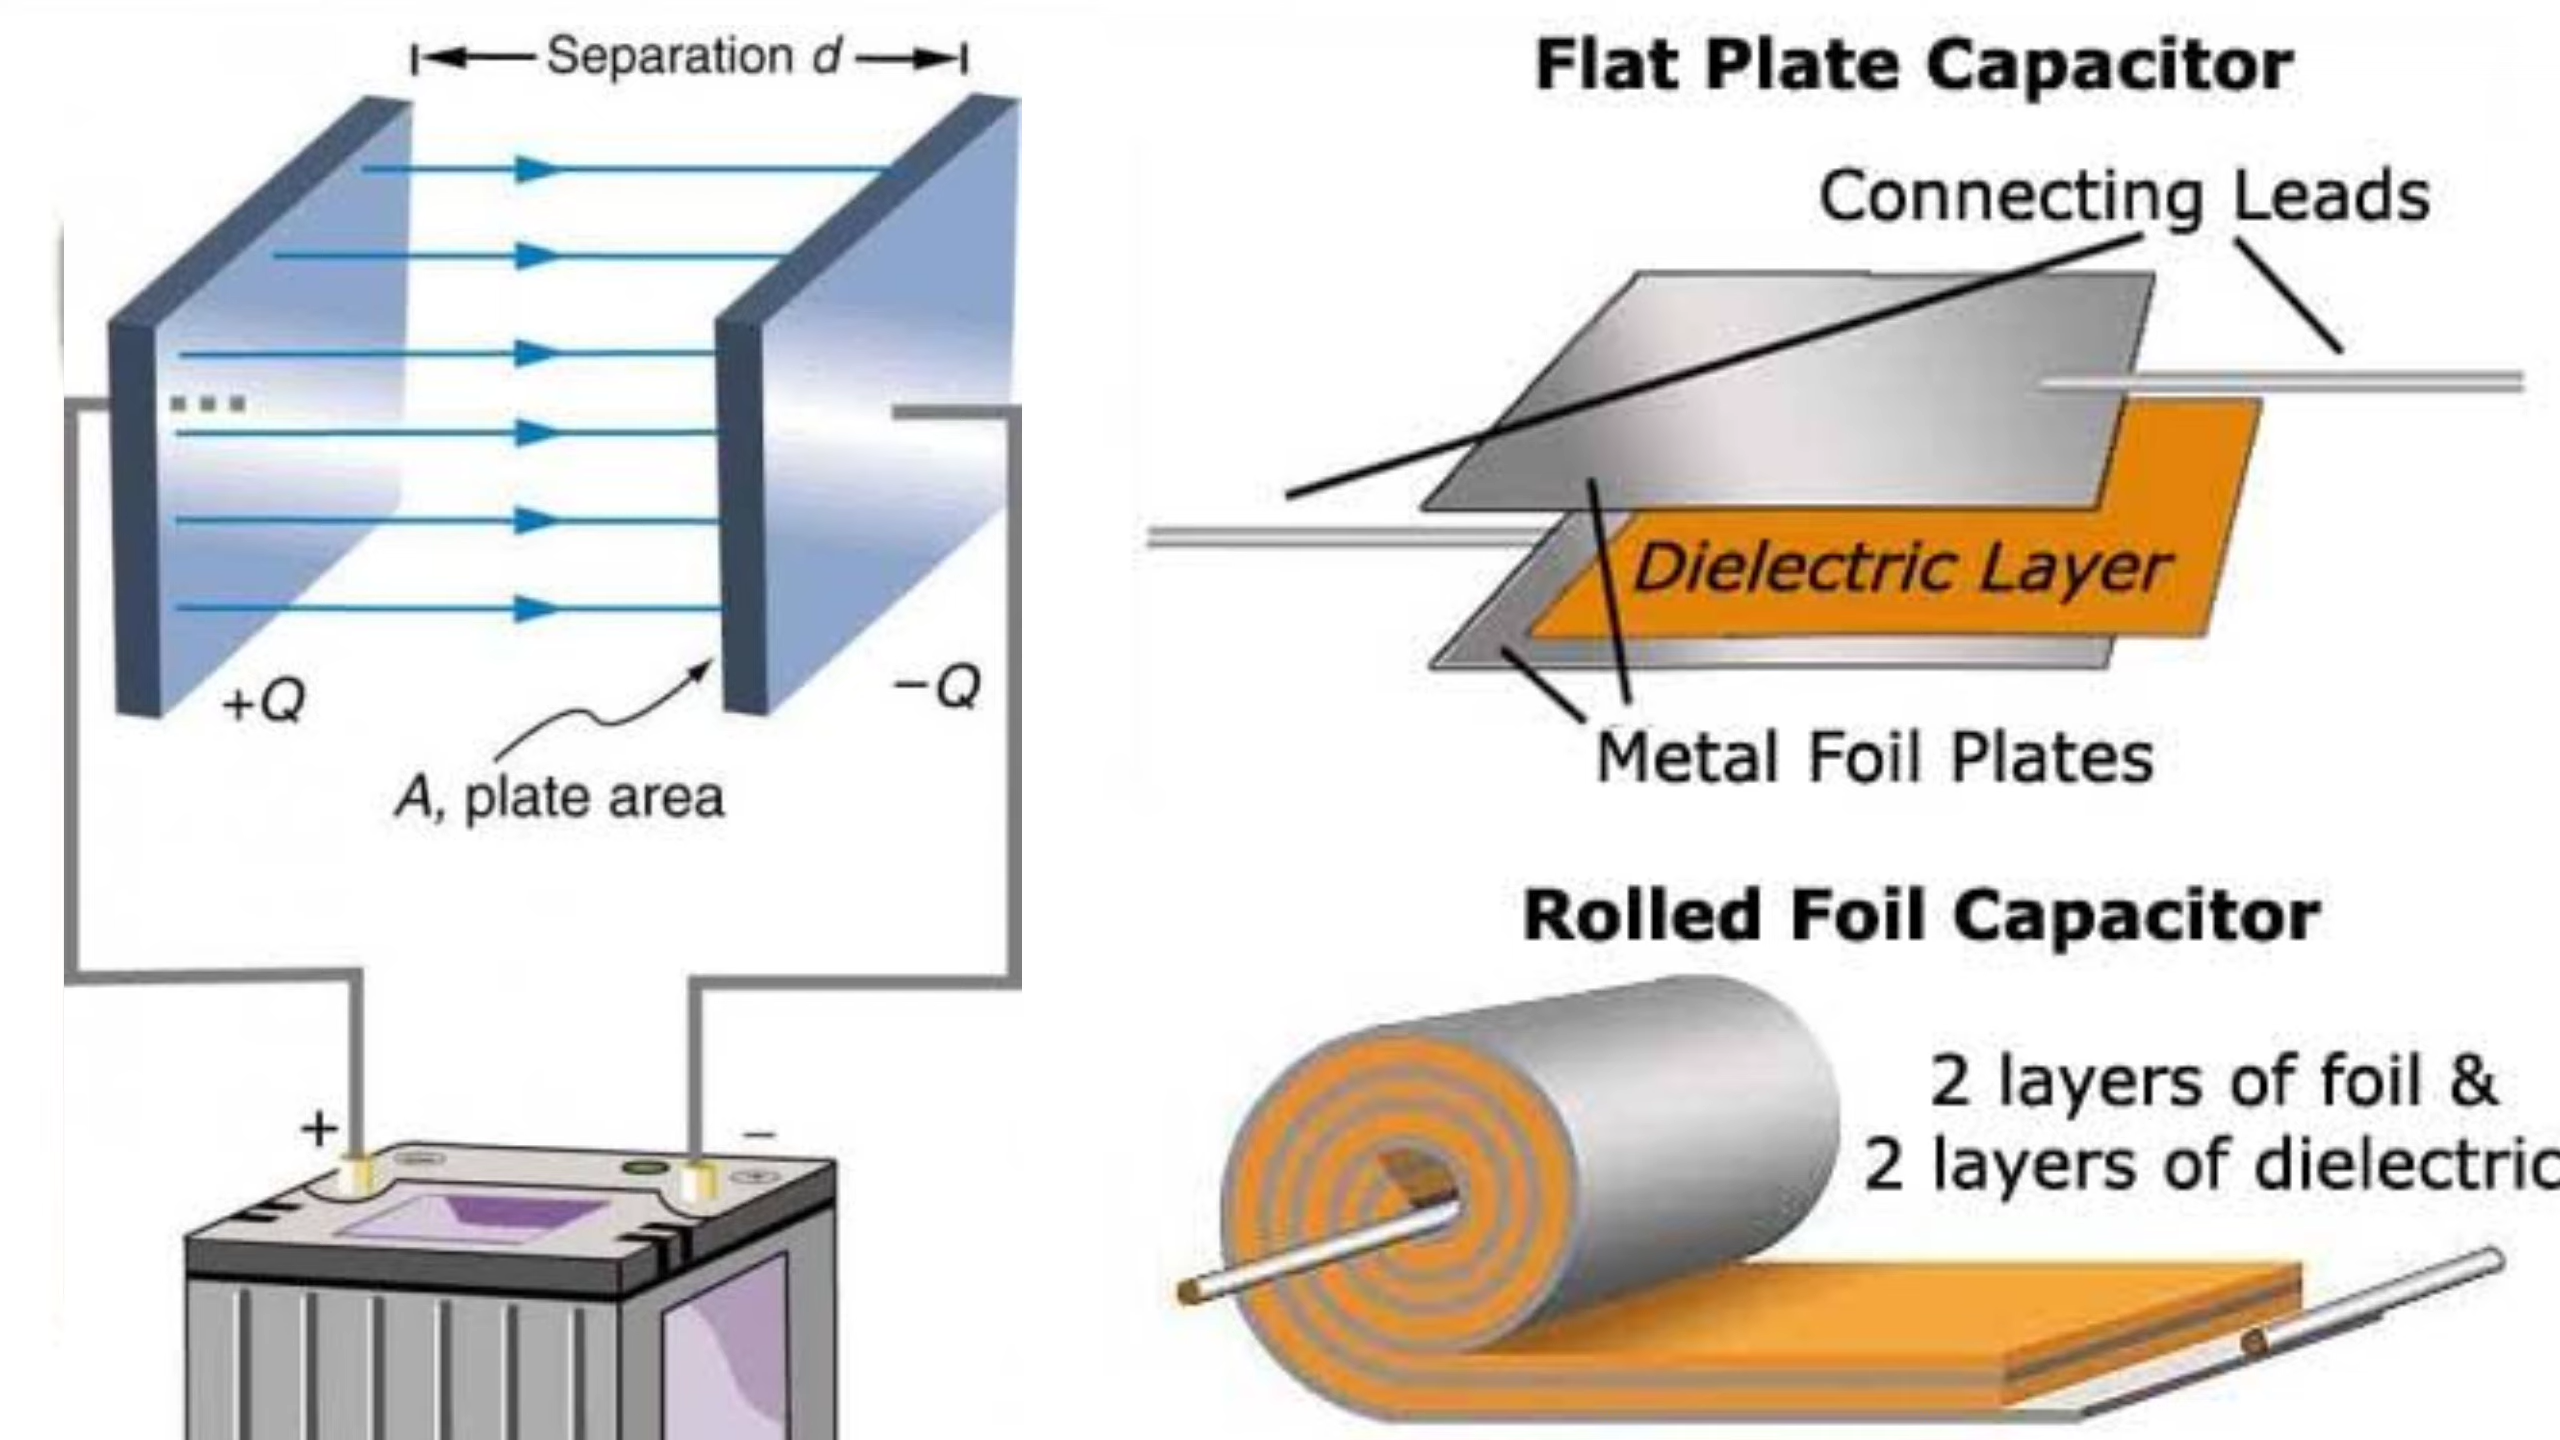 Separation d
+Q
−Q
A, plate area
+
−
Flat Plate Capacitor
Connecting Leads
Dielectric Layer
Metal Foil Plates
Rolled Foil Capacitor
2 layers of foil &
2 layers of dielectric